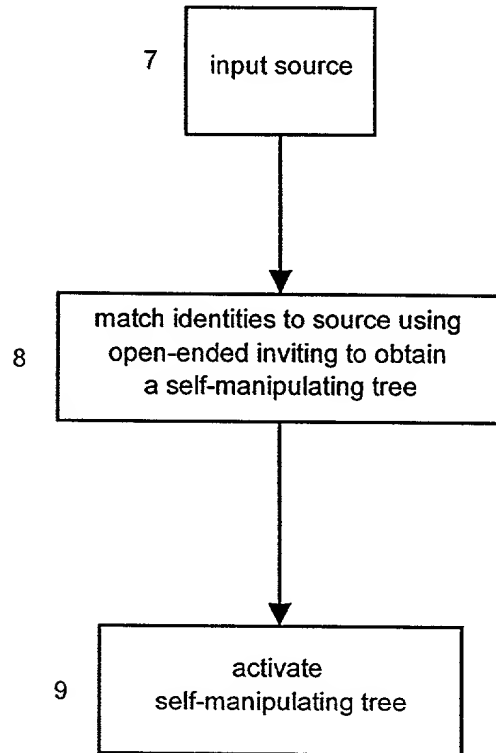 7
input source
8
match identities to source using
open-ended inviting to obtain
a self-manipulating tree
9
activate
self-manipulating tree